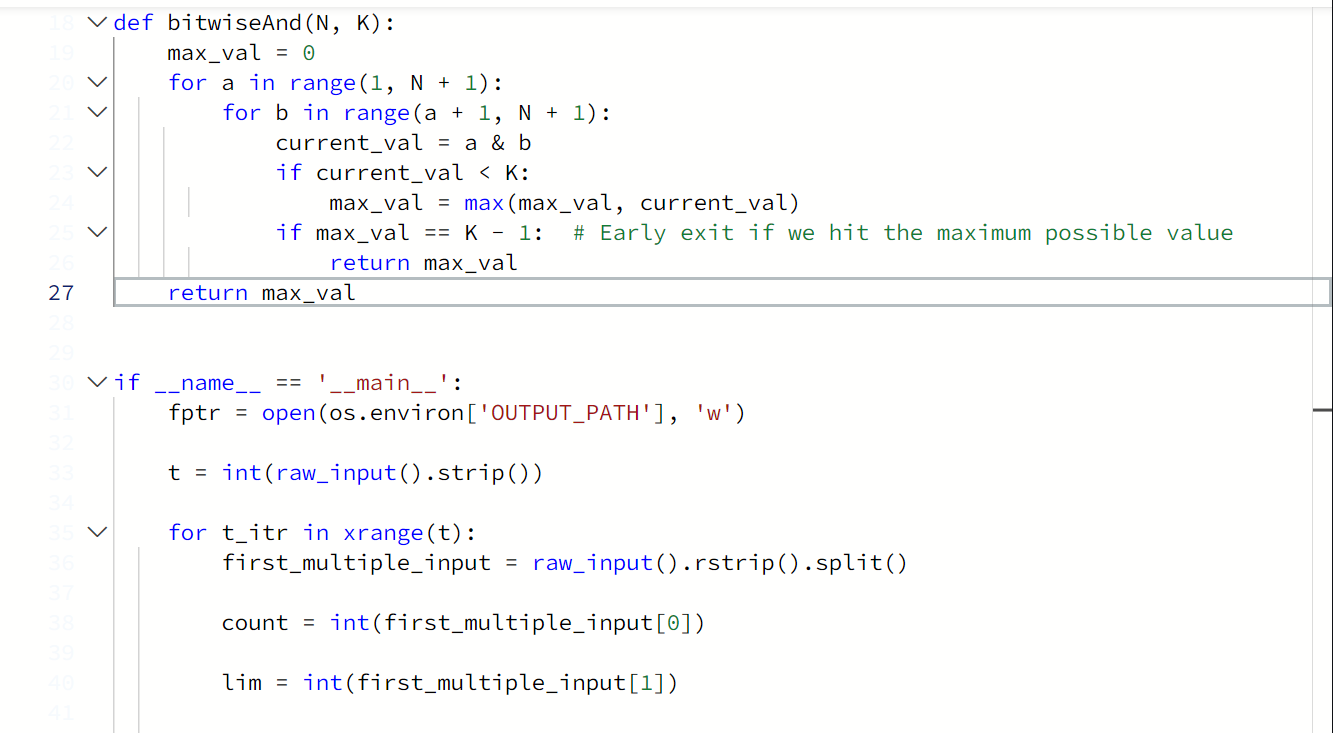 18 def bitwiseAnd(N, K):
19     max_val = 0
20     for a in range(1, N + 1):
21         for b in range(a + 1, N + 1):
22             current_val = a & b
23             if current_val < K:
24                 max_val = max(max_val, current_val)
25             if max_val == K - 1:  # Early exit if we hit the maximum possible value
26                 return max_val
27     return max_val
28
29
30 if __name__ == '__main__':
31     fptr = open(os.environ['OUTPUT_PATH'], 'w')
32
33     t = int(raw_input().strip())
34
35     for t_itr in xrange(t):
36         first_multiple_input = raw_input().rstrip().split()
37
38         count = int(first_multiple_input[0])
39
40         lim = int(first_multiple_input[1])
41